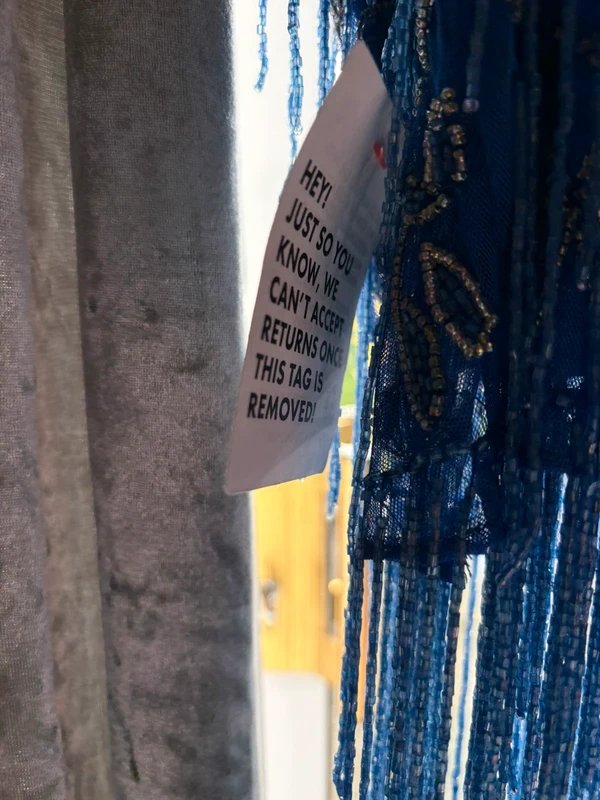 HEY!
JUST SO YOU
KNOW, WE
CAN'T ACCEPT
RETURNS ONCE
THIS TAG IS
REMOVED!